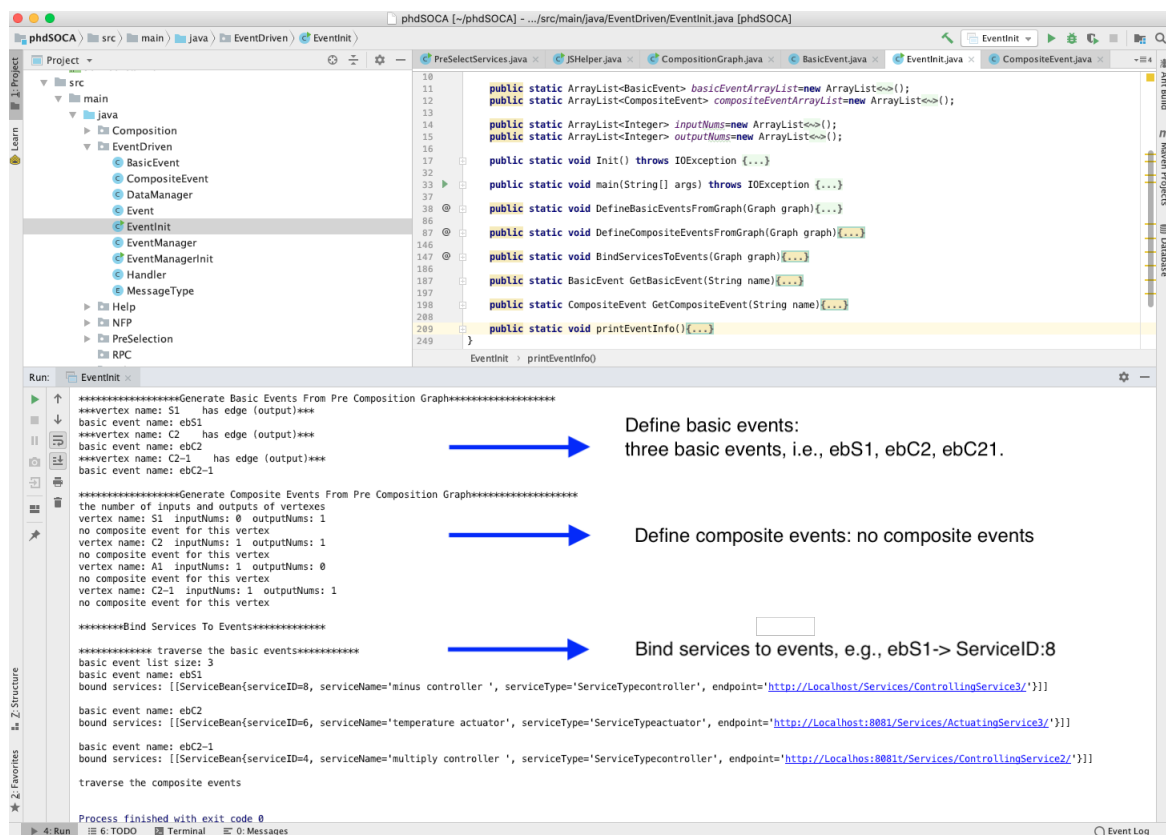 phdSOCA [~/phdSOCA] - .../src/main/java/EventDriven/EventInit.java [phdSOCA]
phdSOCA src main java EventDriven EventInit
EventInit
Project
PreSelectServices.java JSHelper.java CompositionGraph.java BasicEvent.java EventInit.java CompositeEvent.java
1: Project
Learn
src
main
java
Composition
EventDriven
BasicEvent
CompositeEvent
DataManager
Event
EventInit
EventManager
EventManagerInit
Handler
MessageType
Help
NFP
PreSelection
RPC
10
11 public static ArrayList<BasicEvent> basicEventArrayList=new ArrayList<~>();
12 public static ArrayList<CompositeEvent> compositeEventArrayList=new ArrayList<~>();
13
14 public static ArrayList<Integer> inputNums=new ArrayList<~>();
15 public static ArrayList<Integer> outputNums=new ArrayList<~>();
16
17 public static void Init() throws IOException {...}
32
33 public static void main(String[] args) throws IOException {...}
37
38 @ public static void DefineBasicEventsFromGraph(Graph graph){...}
86
87 @ public static void DefineCompositeEventsFromGraph(Graph graph){...}
146
147 @ public static void BindServicesToEvents(Graph graph){...}
186
187 public static BasicEvent GetBasicEvent(String name){...}
197
198 public static CompositeEvent GetCompositeEvent(String name){...}
208
209 public static void printEventInfo(){...}
249 }
EventInit > printEventInfo()
Ant Build
Maven Projects
Database
Run: EventInit
*******************Generate Basic Events From Pre Composition Graph********************
***vertex name: S1 has edge (output)***
basic event name: ebS1
***vertex name: C2 has edge (output)***
basic event name: ebC2
***vertex name: C2-1 has edge (output)***
basic event name: ebC2-1
Define basic events:
three basic events, i.e., ebS1, ebC2, ebC21.
*******************Generate Composite Events From Pre Composition Graph********************
the number of inputs and outputs of vertexes
vertex name: S1 inputNums: 0 outputNums: 1
no composite event for this vertex
vertex name: C2 inputNums: 1 outputNums: 1
no composite event for this vertex
vertex name: A1 inputNums: 1 outputNums: 0
no composite event for this vertex
vertex name: C2-1 inputNums: 1 outputNums: 1
no composite event for this vertex
Define composite events: no composite events
********Bind Services To Events*************
************* traverse the basic events***********
basic event list size: 3
basic event name: ebS1
Bind services to events, e.g., ebS1-> ServiceID:8
bound services: [[ServiceBean{serviceID=8, serviceName='minus controller ', serviceType='ServiceTypecontroller', endpoint='http://Localhost/Services/ControllingService3/'}]]
basic event name: ebC2
bound services: [[ServiceBean{serviceID=6, serviceName='temperature actuator', serviceType='ServiceTypeactuator', endpoint='http://Localhost:8081/Services/ActuatingService3/'}]]
basic event name: ebC2-1
bound services: [[ServiceBean{serviceID=4, serviceName='multiply controller ', serviceType='ServiceTypecontroller', endpoint='http://Localhos:8081t/Services/ControllingService2/'}]]
traverse the composite events
Process finished with exit code 0
Z: Structure
2: Favorites
4: Run 6: TODO Terminal 0: Messages Event Log